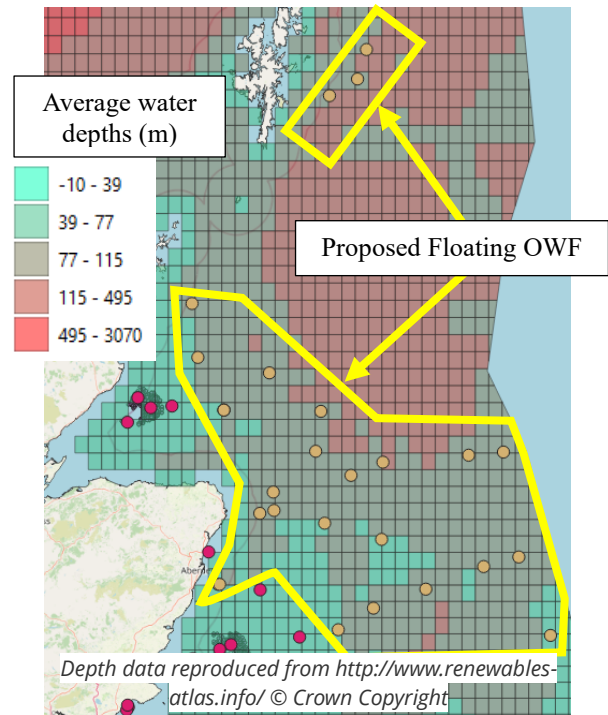 Average water
depths (m)
-10 - 39
39 - 77
77 - 115
115 - 495
495 - 3070
Proposed Floating OWF
Aberde
Depth data reproduced from http://www.renewables-
atlas.info/ © Crown Copyright